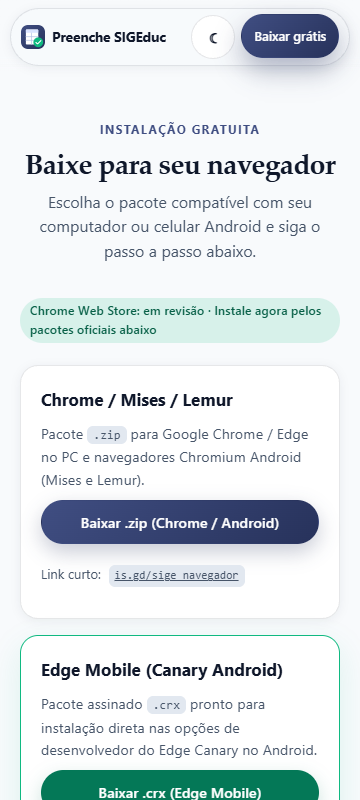 Preenche SIGEduc
Baixar grátis
INSTALAÇÃO GRATUITA
Baixe para seu navegador
Escolha o pacote compatível com seu
computador ou celular Android e siga o
passo a passo abaixo.
Chrome Web Store: em revisão · Instale agora pelos
pacotes oficiais abaixo
Chrome / Mises / Lemur
Pacote .zip para Google Chrome / Edge
no PC e navegadores Chromium Android
(Mises e Lemur).
Baixar .zip (Chrome / Android)
Link curto: is.gd/sige_navegador
Edge Mobile (Canary Android)
Pacote assinado .crx pronto para
instalação direta nas opções de
desenvolvedor do Edge Canary no Android.
Baixar .crx (Edge Mobile)